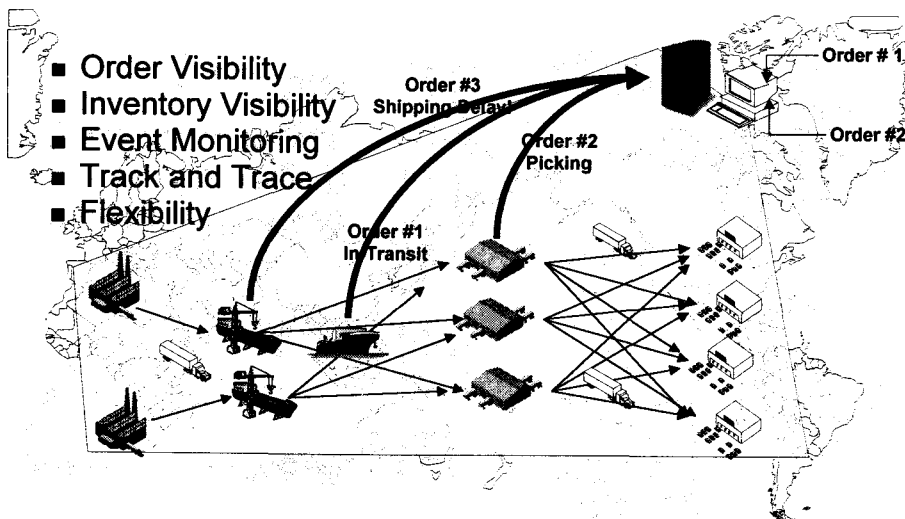 ■ Order Visibility
■ Inventory Visibility
■ Event Monitoring
■ Track and Trace
■ Flexibility
Order #3
Shipping Delay!
Order #2
Picking
Order #1
In Transit
Order # 1
Order #2